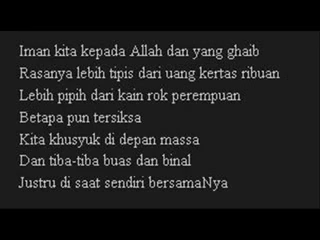 Iman kita kepada Allah dan yang ghaib
Rasanya lebih tipis dari uang kertas ribuan
Lebih pipih dari kain rok perempuan
Betapa pun tersiksa
Kita khusyuk di depan massa
Dan tiba-tiba buas dan binal
Justru di saat sendiri bersamaNya